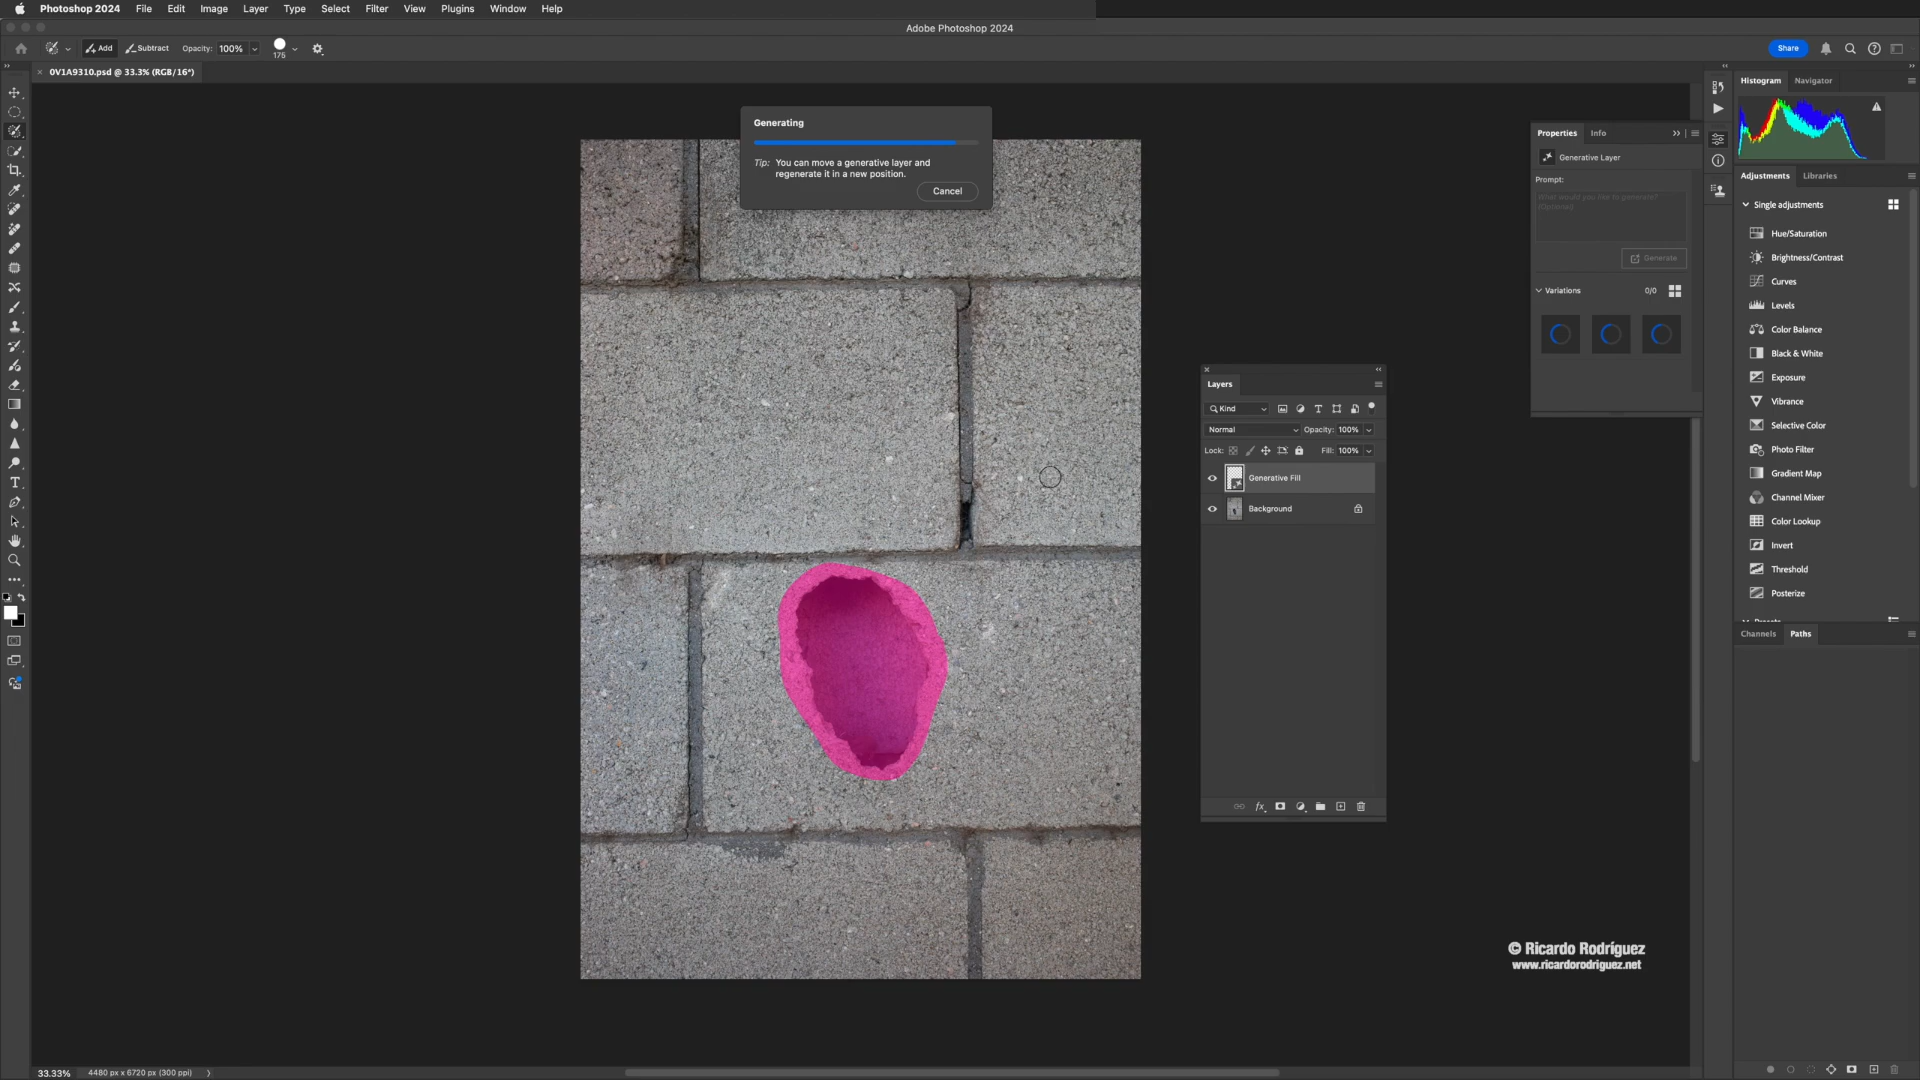 Photoshop 2024 File Edit Image Layer Type Select Filter View Plugins Window Help
Adobe Photoshop 2024
Add Subtract Opacity: 100% 175 Share
0V1A9310.psd @ 33.3% (RGB/16*)
Generating
Tip: You can move a generative layer and
regenerate it in a new position.
Cancel
Histogram Navigator
Properties Info
Generative Layer
Prompt:
What would you like to generate?
(Optional)
Generate
Variations 0/0
Adjustments Libraries
Single adjustments
Hue/Saturation
Brightness/Contrast
Curves
Levels
Color Balance
Black & White
Exposure
Vibrance
Selective Color
Photo Filter
Gradient Map
Channel Mixer
Color Lookup
Invert
Threshold
Posterize
Presets
Channels Paths
Layers
Kind
Normal Opacity: 100%
Lock: Fill: 100%
Generative Fill
Background
fx
© Ricardo Rodríguez
www.ricardorodriguez.net
33.33% 4480 px x 6720 px (300 ppi)